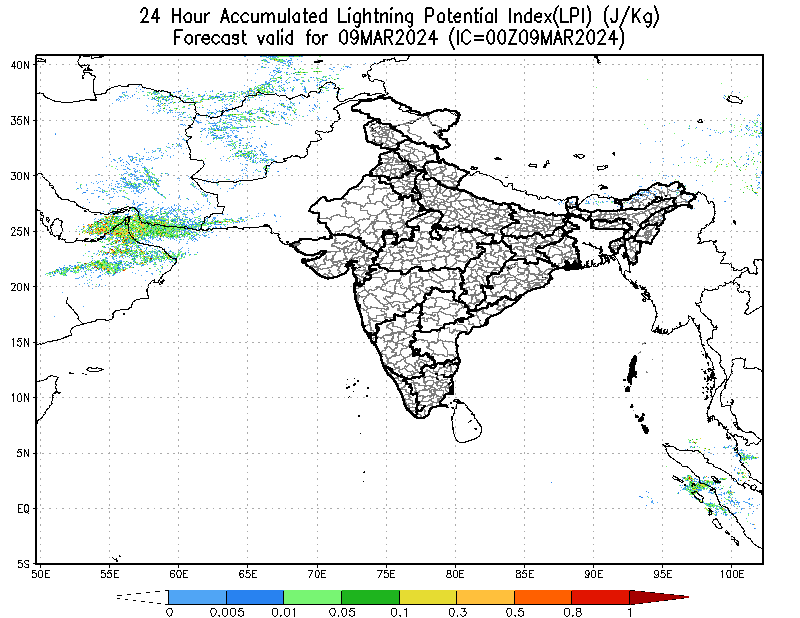 24 Hour Accumulated Lightning Potential Index(LPI) (J/Kg)
Forecast valid for 09MAR2024 (IC=00Z09MAR2024)
40N
35N
30N
25N
20N
15N
10N
5N
EQ
5S
50E 55E 60E 65E 70E 75E 80E 85E 90E 95E 100E
0 0.005 0.01 0.05 0.1 0.3 0.5 0.8 1